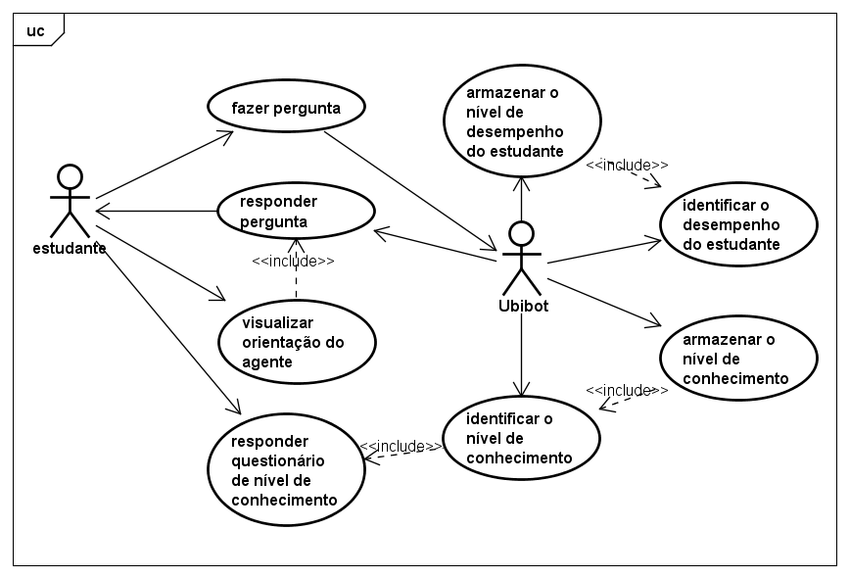 uc
fazer pergunta
armazenar o
nível de
desempenho
do estudante
<<include>>
responder
pergunta
identificar o
desempenho
do estudante
estudante
<<include>>
Ubibot
visualizar
orientação do
agente
armazenar o
nível de
conhecimento
<<include>>
identificar o
nível de
conhecimento
<<include>>
responder
questionário
de nível de
conhecimento